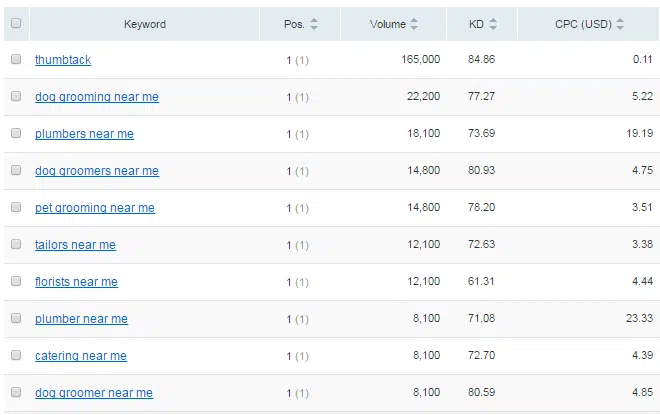 Keyword Pos. Volume KD CPC (USD)
thumbtack 1 (1) 165,000 84.86 0.11
dog grooming near me 1 (1) 22,200 77.27 5.22
plumbers near me 1 (1) 18,100 73.69 19.19
dog groomers near me 1 (1) 14,800 80.93 4.75
pet grooming near me 1 (1) 14,800 78.20 3.51
tailors near me 1 (1) 12,100 72.63 3.38
florists near me 1 (1) 12,100 61.31 4.44
plumber near me 1 (1) 8,100 71.08 23.33
catering near me 1 (1) 8,100 72.70 4.39
dog groomer near me 1 (1) 8,100 80.59 4.85